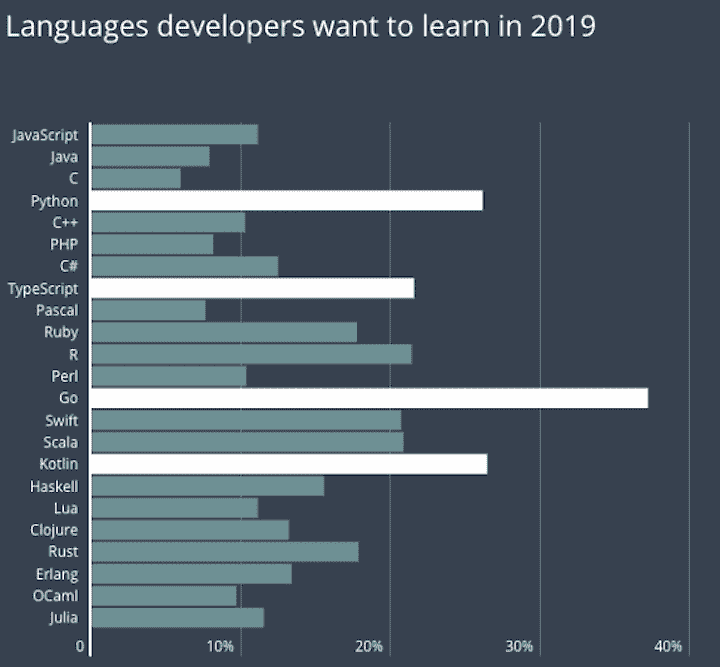 Languages developers want to learn in 2019
JavaScript
Java
C
Python
C++
PHP
C#
TypeScript
Pascal
Ruby
R
Perl
Go
Swift
Scala
Kotlin
Haskell
Lua
Clojure
Rust
Erlang
OCaml
Julia
0 10% 20% 30% 40%